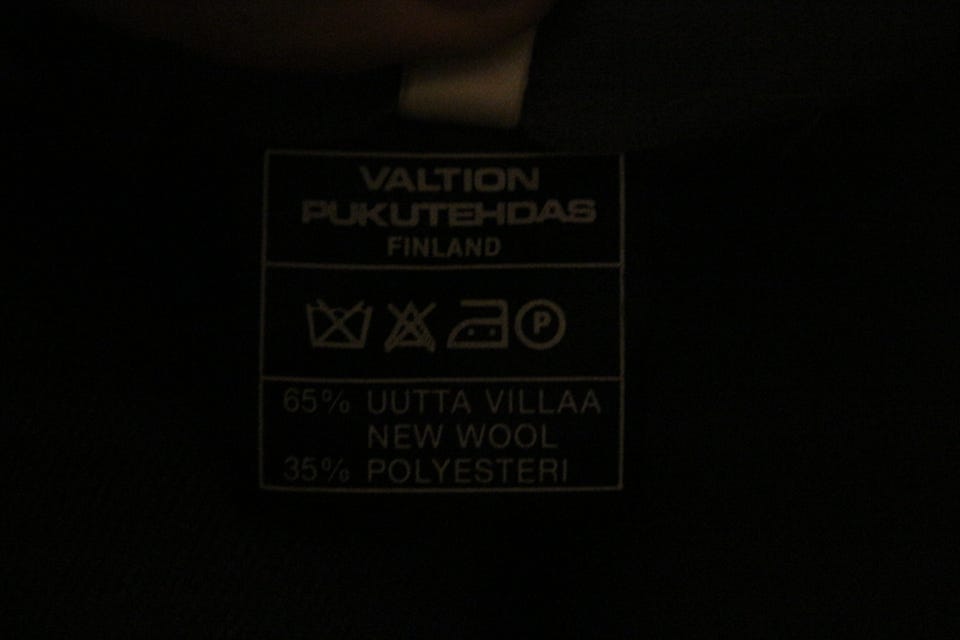 VALTION
PUKUTEHDAS
FINLAND
P
65% UUTTA VILLAA
NEW WOOL
35% POLYESTERI